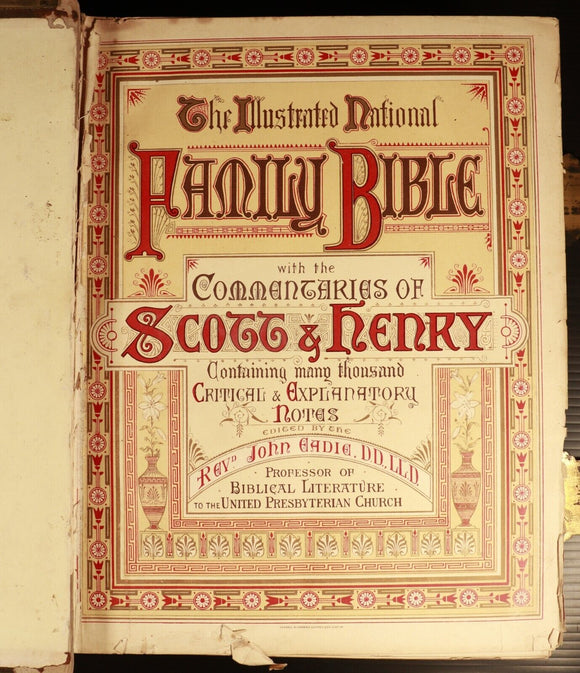 The Illustrated National
FAMILY BIBLE
with the
COMMENTARIES OF
SCOTT & HENRY
Containing many thousand
CRITICAL & EXPLANATORY
NOTES
EDITED BY THE
REVD JOHN EADIE, DD, LLD
PROFESSOR OF
BIBLICAL LITERATURE
TO THE UNITED PRESBYTERIAN CHURCH